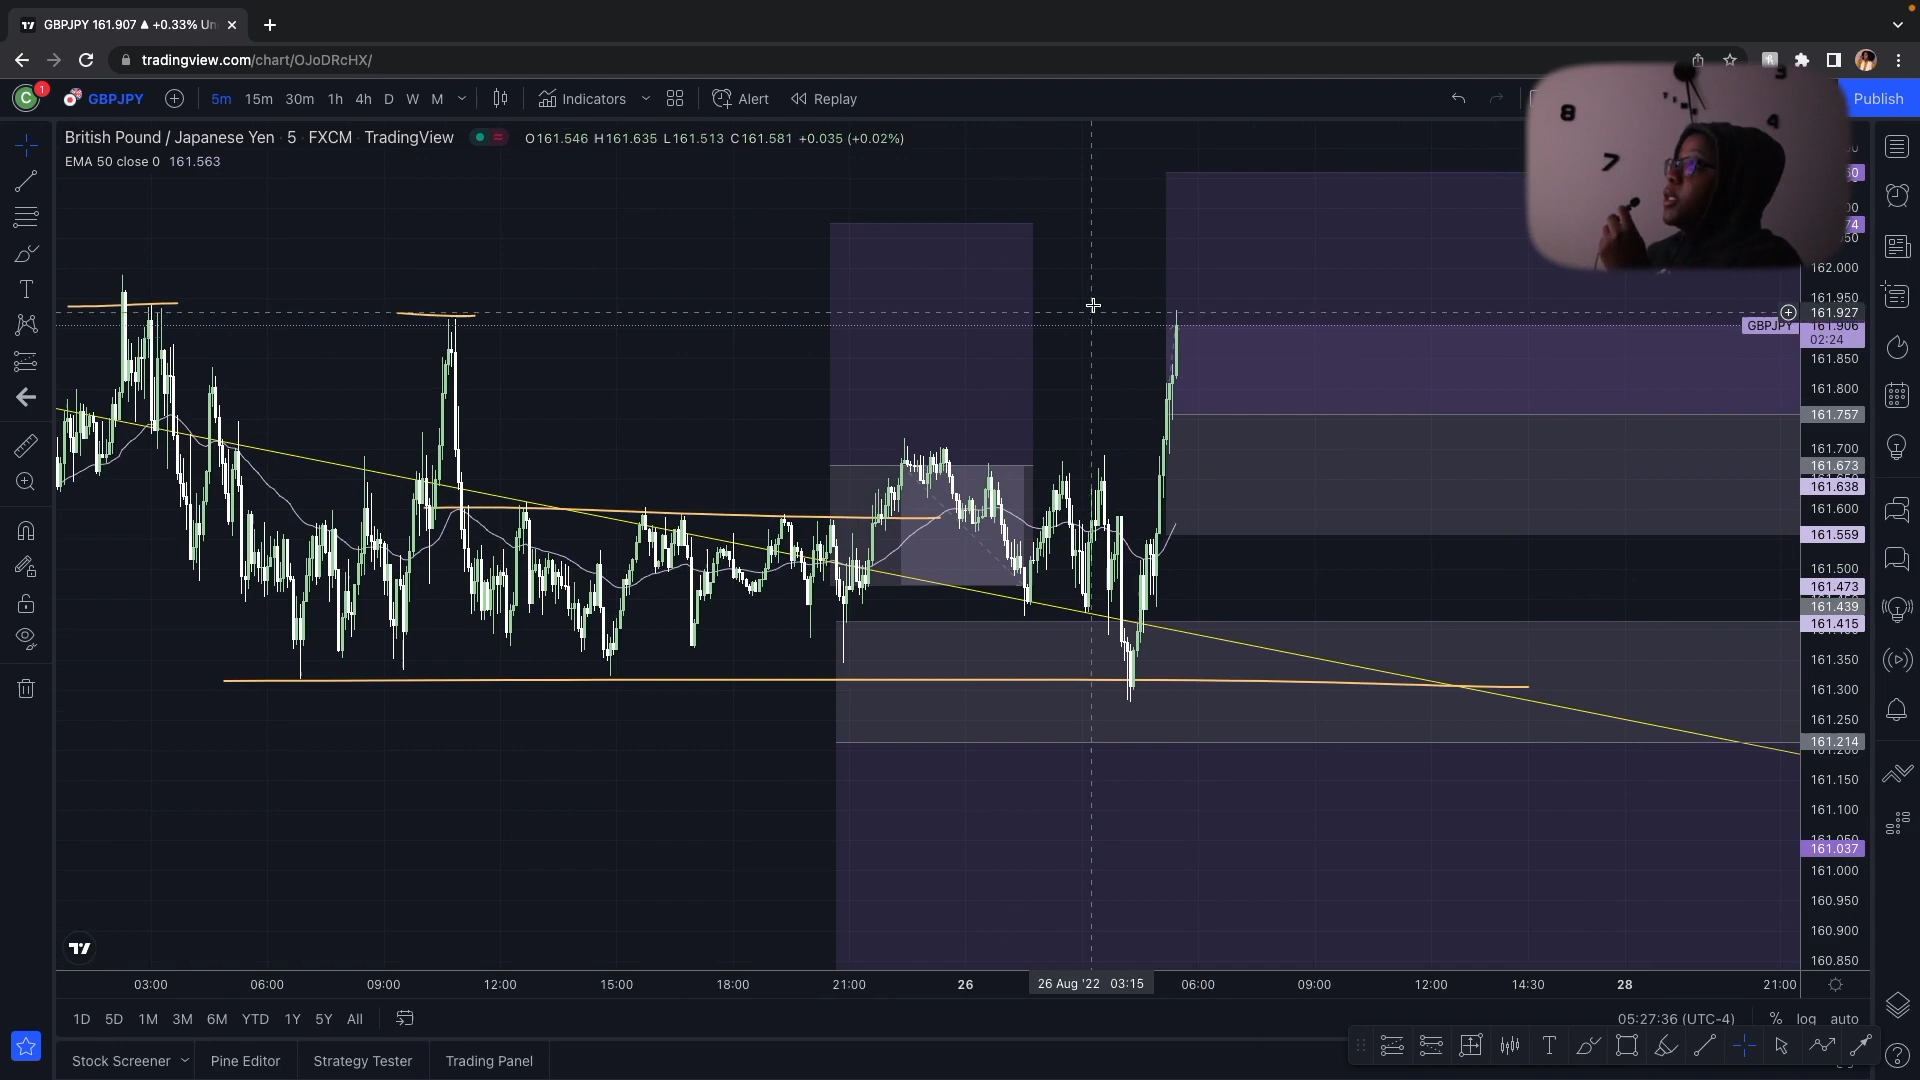 GBPJPY 161.907 ▲ +0.33% Un
tradingview.com/chart/OJoDRcHX/
C 1 GBPJPY 5m 15m 30m 1h 4h D W M Indicators Alert Replay Publish
British Pound / Japanese Yen · 5 · FXCM · TradingView O161.546 H161.635 L161.513 C161.581 +0.035 (+0.02%)
EMA 50 close 0 161.563
8 3 4 7
162.000
161.950
161.927
GBPJPY 161.906
02:24
161.850
161.800
161.757
161.700
161.673
161.638
161.600
161.559
161.500
161.473
161.439
161.415
161.350
161.300
161.250
161.214
161.150
161.100
161.050
161.037
161.000
160.950
160.900
160.850
03:00 06:00 09:00 12:00 15:00 18:00 21:00 26 26 Aug '22 03:15 06:00 09:00 12:00 14:30 28 21:00
1D 5D 1M 3M 6M YTD 1Y 5Y All 05:27:36 (UTC-4) % log auto
Stock Screener Pine Editor Strategy Tester Trading Panel